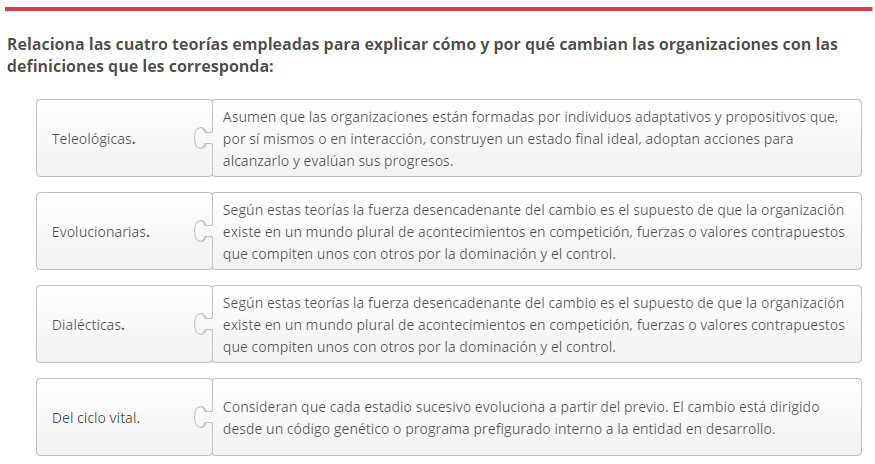 Relaciona las cuatro teorías empleadas para explicar cómo y por qué cambian las organizaciones con las
definiciones que les corresponda:
Teleológicas.
Asumen que las organizaciones están formadas por individuos adaptativos y propositivos que,
por sí mismos o en interacción, construyen un estado final ideal, adoptan acciones para
alcanzarlo y evalúan sus progresos.
Evolucionarias.
Según estas teorías la fuerza desencadenante del cambio es el supuesto de que la organización
existe en un mundo plural de acontecimientos en competición, fuerzas o valores contrapuestos
que compiten unos con otros por la dominación y el control.
Dialécticas.
Según estas teorías la fuerza desencadenante del cambio es el supuesto de que la organización
existe en un mundo plural de acontecimientos en competición, fuerzas o valores contrapuestos
que compiten unos con otros por la dominación y el control.
Del ciclo vital.
Consideran que cada estadio sucesivo evoluciona a partir del previo. El cambio está dirigido
desde un código genético o programa prefigurado interno a la entidad en desarrollo.